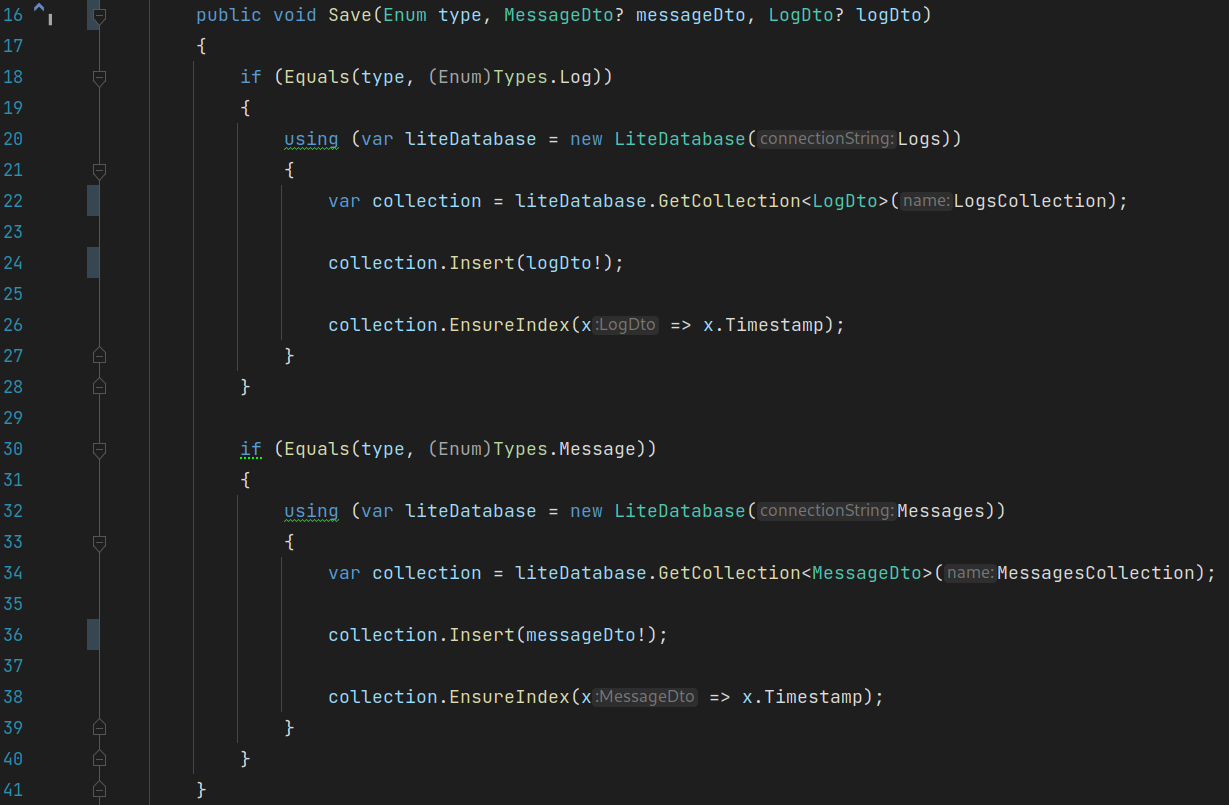 16 public void Save(Enum type, MessageDto? messageDto, LogDto? logDto)
17 {
18 if (Equals(type, (Enum)Types.Log))
19 {
20 using (var liteDatabase = new LiteDatabase(connectionString:Logs))
21 {
22 var collection = liteDatabase.GetCollection<LogDto>(name:LogsCollection);
23
24 collection.Insert(logDto!);
25
26 collection.EnsureIndex(x:LogDto => x.Timestamp);
27 }
28 }
29
30 if (Equals(type, (Enum)Types.Message))
31 {
32 using (var liteDatabase = new LiteDatabase(connectionString:Messages))
33 {
34 var collection = liteDatabase.GetCollection<MessageDto>(name:MessagesCollection);
35
36 collection.Insert(messageDto!);
37
38 collection.EnsureIndex(x:MessageDto => x.Timestamp);
39 }
40 }
41 }